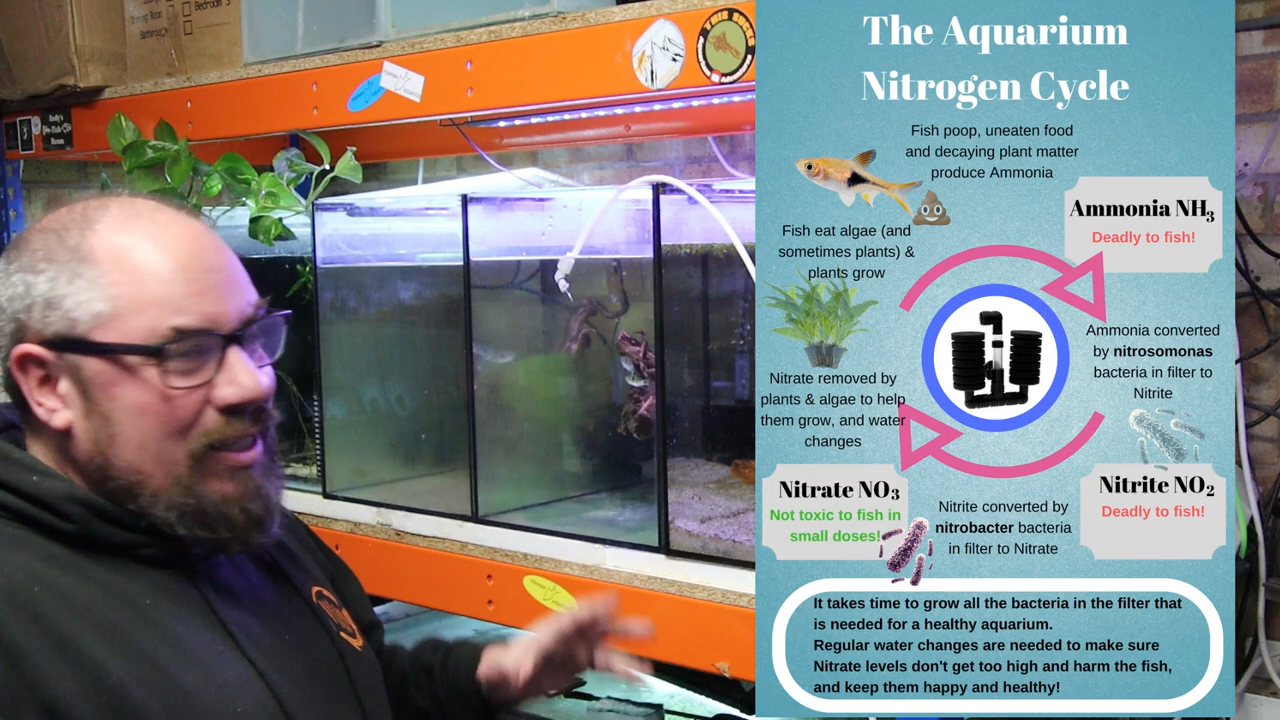 Bedroom 3
THIS SUCKS
The Aquarium
Nitrogen Cycle
Fish poop, uneaten food
and decaying plant matter
produce Ammonia
Ammonia NH₃
Deadly to fish!
Fish eat algae (and
sometimes plants) &
plants grow
Ammonia converted
by nitrosomonas
bacteria in filter to
Nitrite
Nitrate removed by
plants & algae to help
them grow, and water
changes
Nitrate NO₃
Not toxic to fish in
small doses!
Nitrite converted by
nitrobacter bacteria
in filter to Nitrate
Nitrite NO₂
Deadly to fish!
It takes time to grow all the bacteria in the filter that
is needed for a healthy aquarium.
Regular water changes are needed to make sure
Nitrate levels don't get too high and harm the fish,
and keep them happy and healthy!